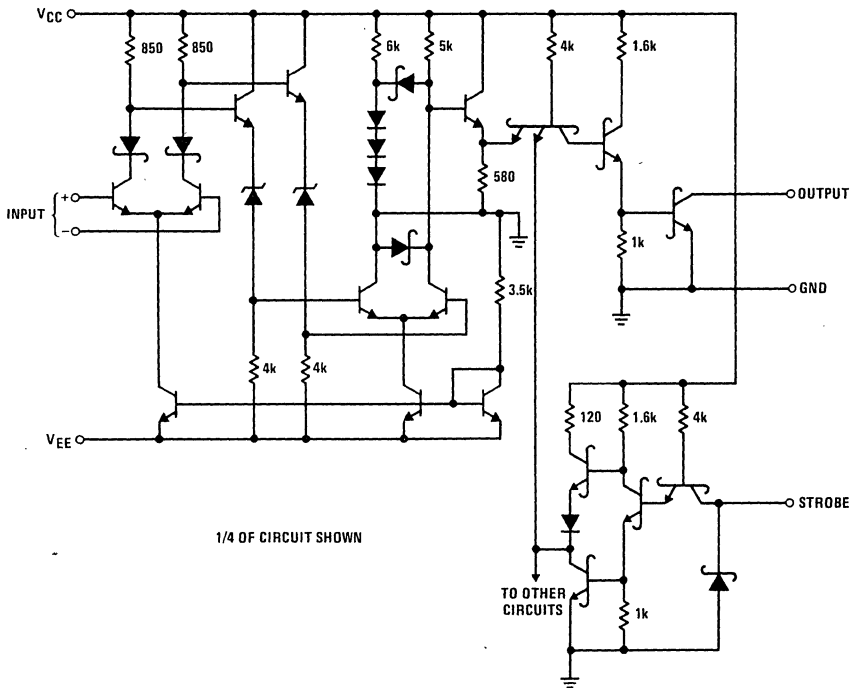 VCC
850
850
6k
5k
4k
1.6k
580
INPUT
+
−
OUTPUT
1k
3.5k
GND
4k
4k
VEE
120
1.6k
4k
STROBE
1/4 OF CIRCUIT SHOWN
TO OTHER
CIRCUITS
1k